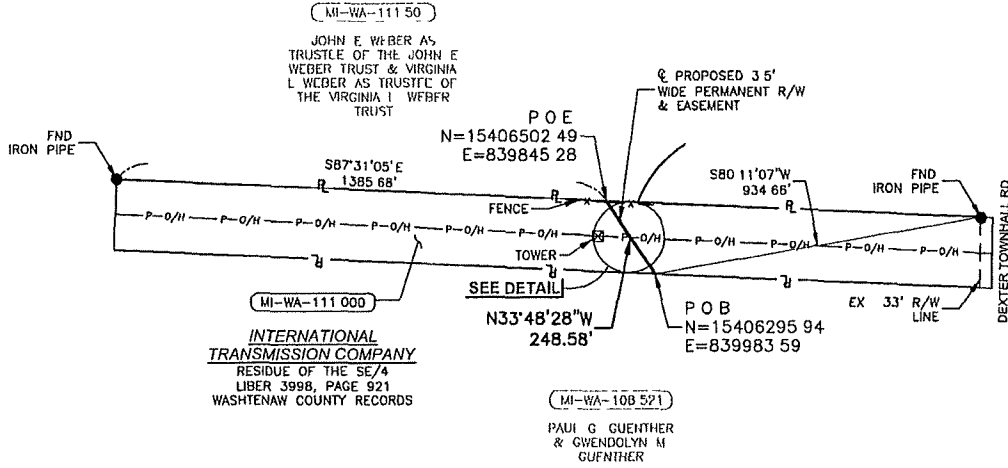 MI-WA-111 50
JOHN E WEBER AS
TRUSTEE OF THE JOHN E
WEBER TRUST & VIRGINIA
L WEBER AS TRUSTEE OF
THE VIRGINIA L WEBER
TRUST
℄ PROPOSED 3 5'
WIDE PERMANENT R/W
& EASEMENT
P O E
N=15406502 49
E=839845 28
FND
IRON PIPE
S87°31'05"E
1385 68'
S80 11'07"W
934 66'
FND
IRON PIPE
FENCE
P-O/H P-O/H P-O/H P-O/H P-O/H P-O/H P-O/H P-O/H P-O/H P-O/H P-O/H
TOWER
SEE DETAIL
DEXTER TOWNHALL RD
EX 33' R/W
LINE
MI-WA-111 000
N33°48'28"W
248.58'
P O B
N=15406295 94
E=839983 59
INTERNATIONAL
TRANSMISSION COMPANY
RESIDUE OF THE SE/4
LIBER 3998, PAGE 921
WASHTENAW COUNTY RECORDS
MI-WA-108 521
PAUL G GUENTHER
& GWENDOLYN M
GUENTHER